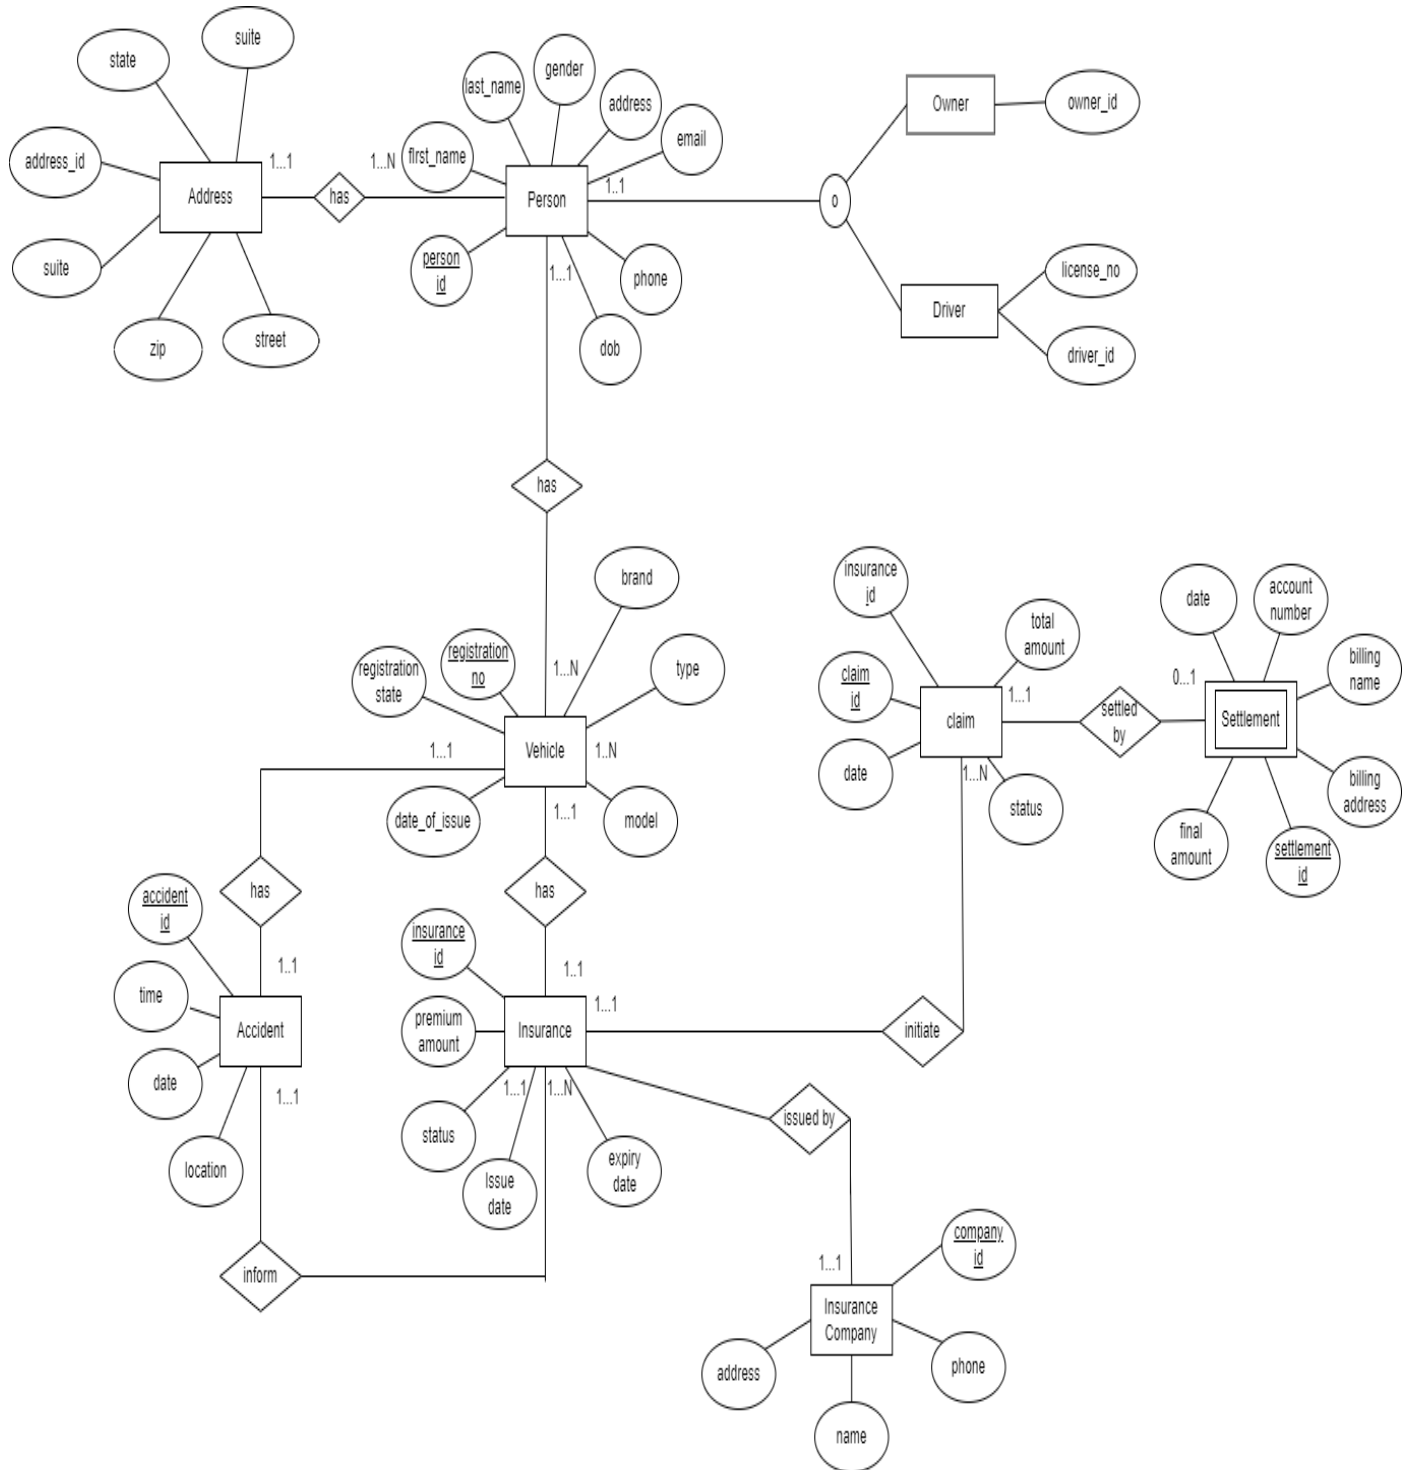 suite
state
gender
last_name
address
Owner
owner_id
email
address_id
first_name
1...1
1...N
Address
has
Person
1..1
o
suite
person
id
1...1
phone
license_no
Driver
zip
street
dob
driver_id
has
brand
insurance
id
date
account
number
registration
no
total
amount
registration
state
1...N
type
claim
id
0...1
billing
name
1...1
claim
settled
by
Settlement
1...1
Vehicle
1..N
date
1...N
status
billing
address
date_of_issue
1...1
model
final
amount
settlement
id
has
has
accident
id
insurance
id
1..1
1..1
time
1...1
premium
amount
Accident
Insurance
initiate
date
1...1
1...1
1...N
issued by
status
location
Issue
date
expiry
date
company
id
inform
1...1
Insurance
Company
address
phone
name